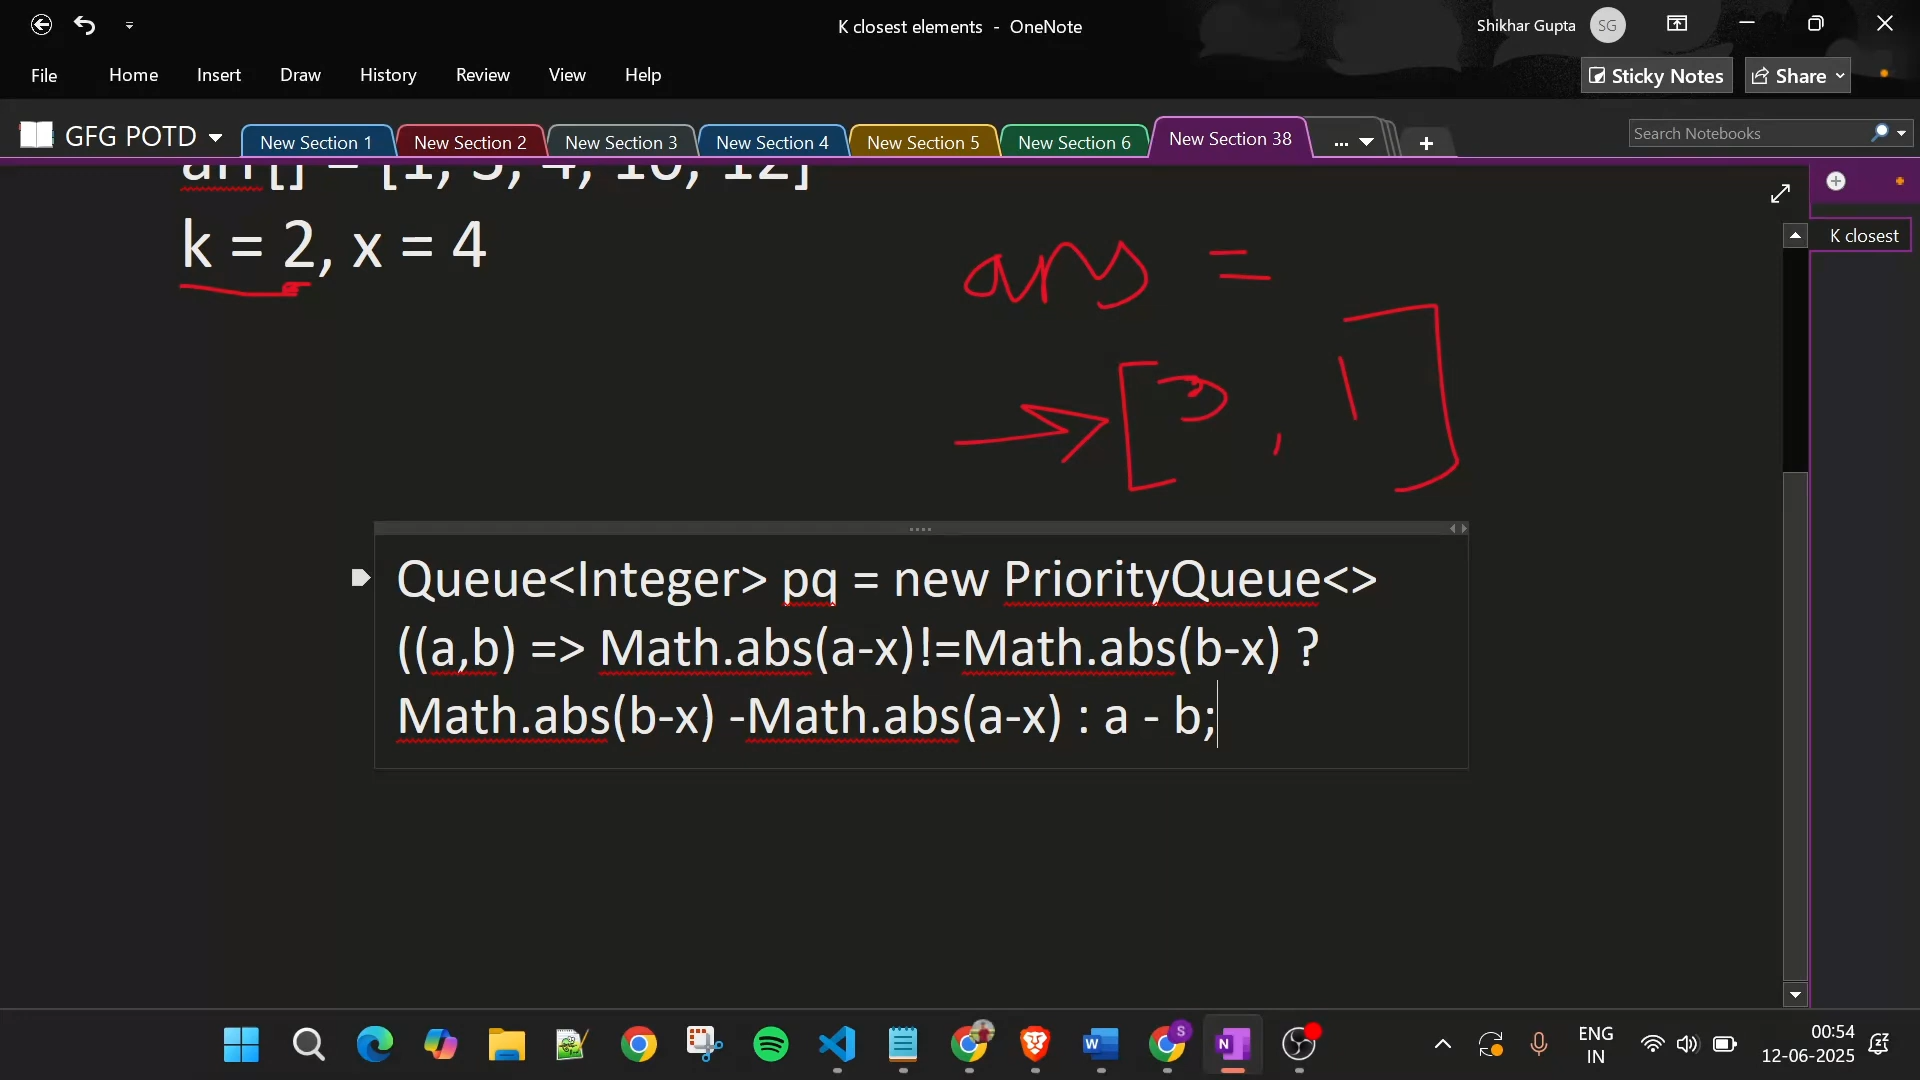 K closest elements - OneNote
Shikhar Gupta
SG
File Home Insert Draw History Review View Help
Sticky Notes
Share
GFG POTD
New Section 1
New Section 2
New Section 3
New Section 4
New Section 5
New Section 6
New Section 38
...
+
Search Notebooks
K closest
k = 2, x = 4
ans =
[3, 1]
Queue<Integer> pq = new PriorityQueue<>
((a,b) => Math.abs(a-x)!=Math.abs(b-x) ?
Math.abs(b-x) -Math.abs(a-x) : a - b;
ENG
IN
00:54
12-06-2025